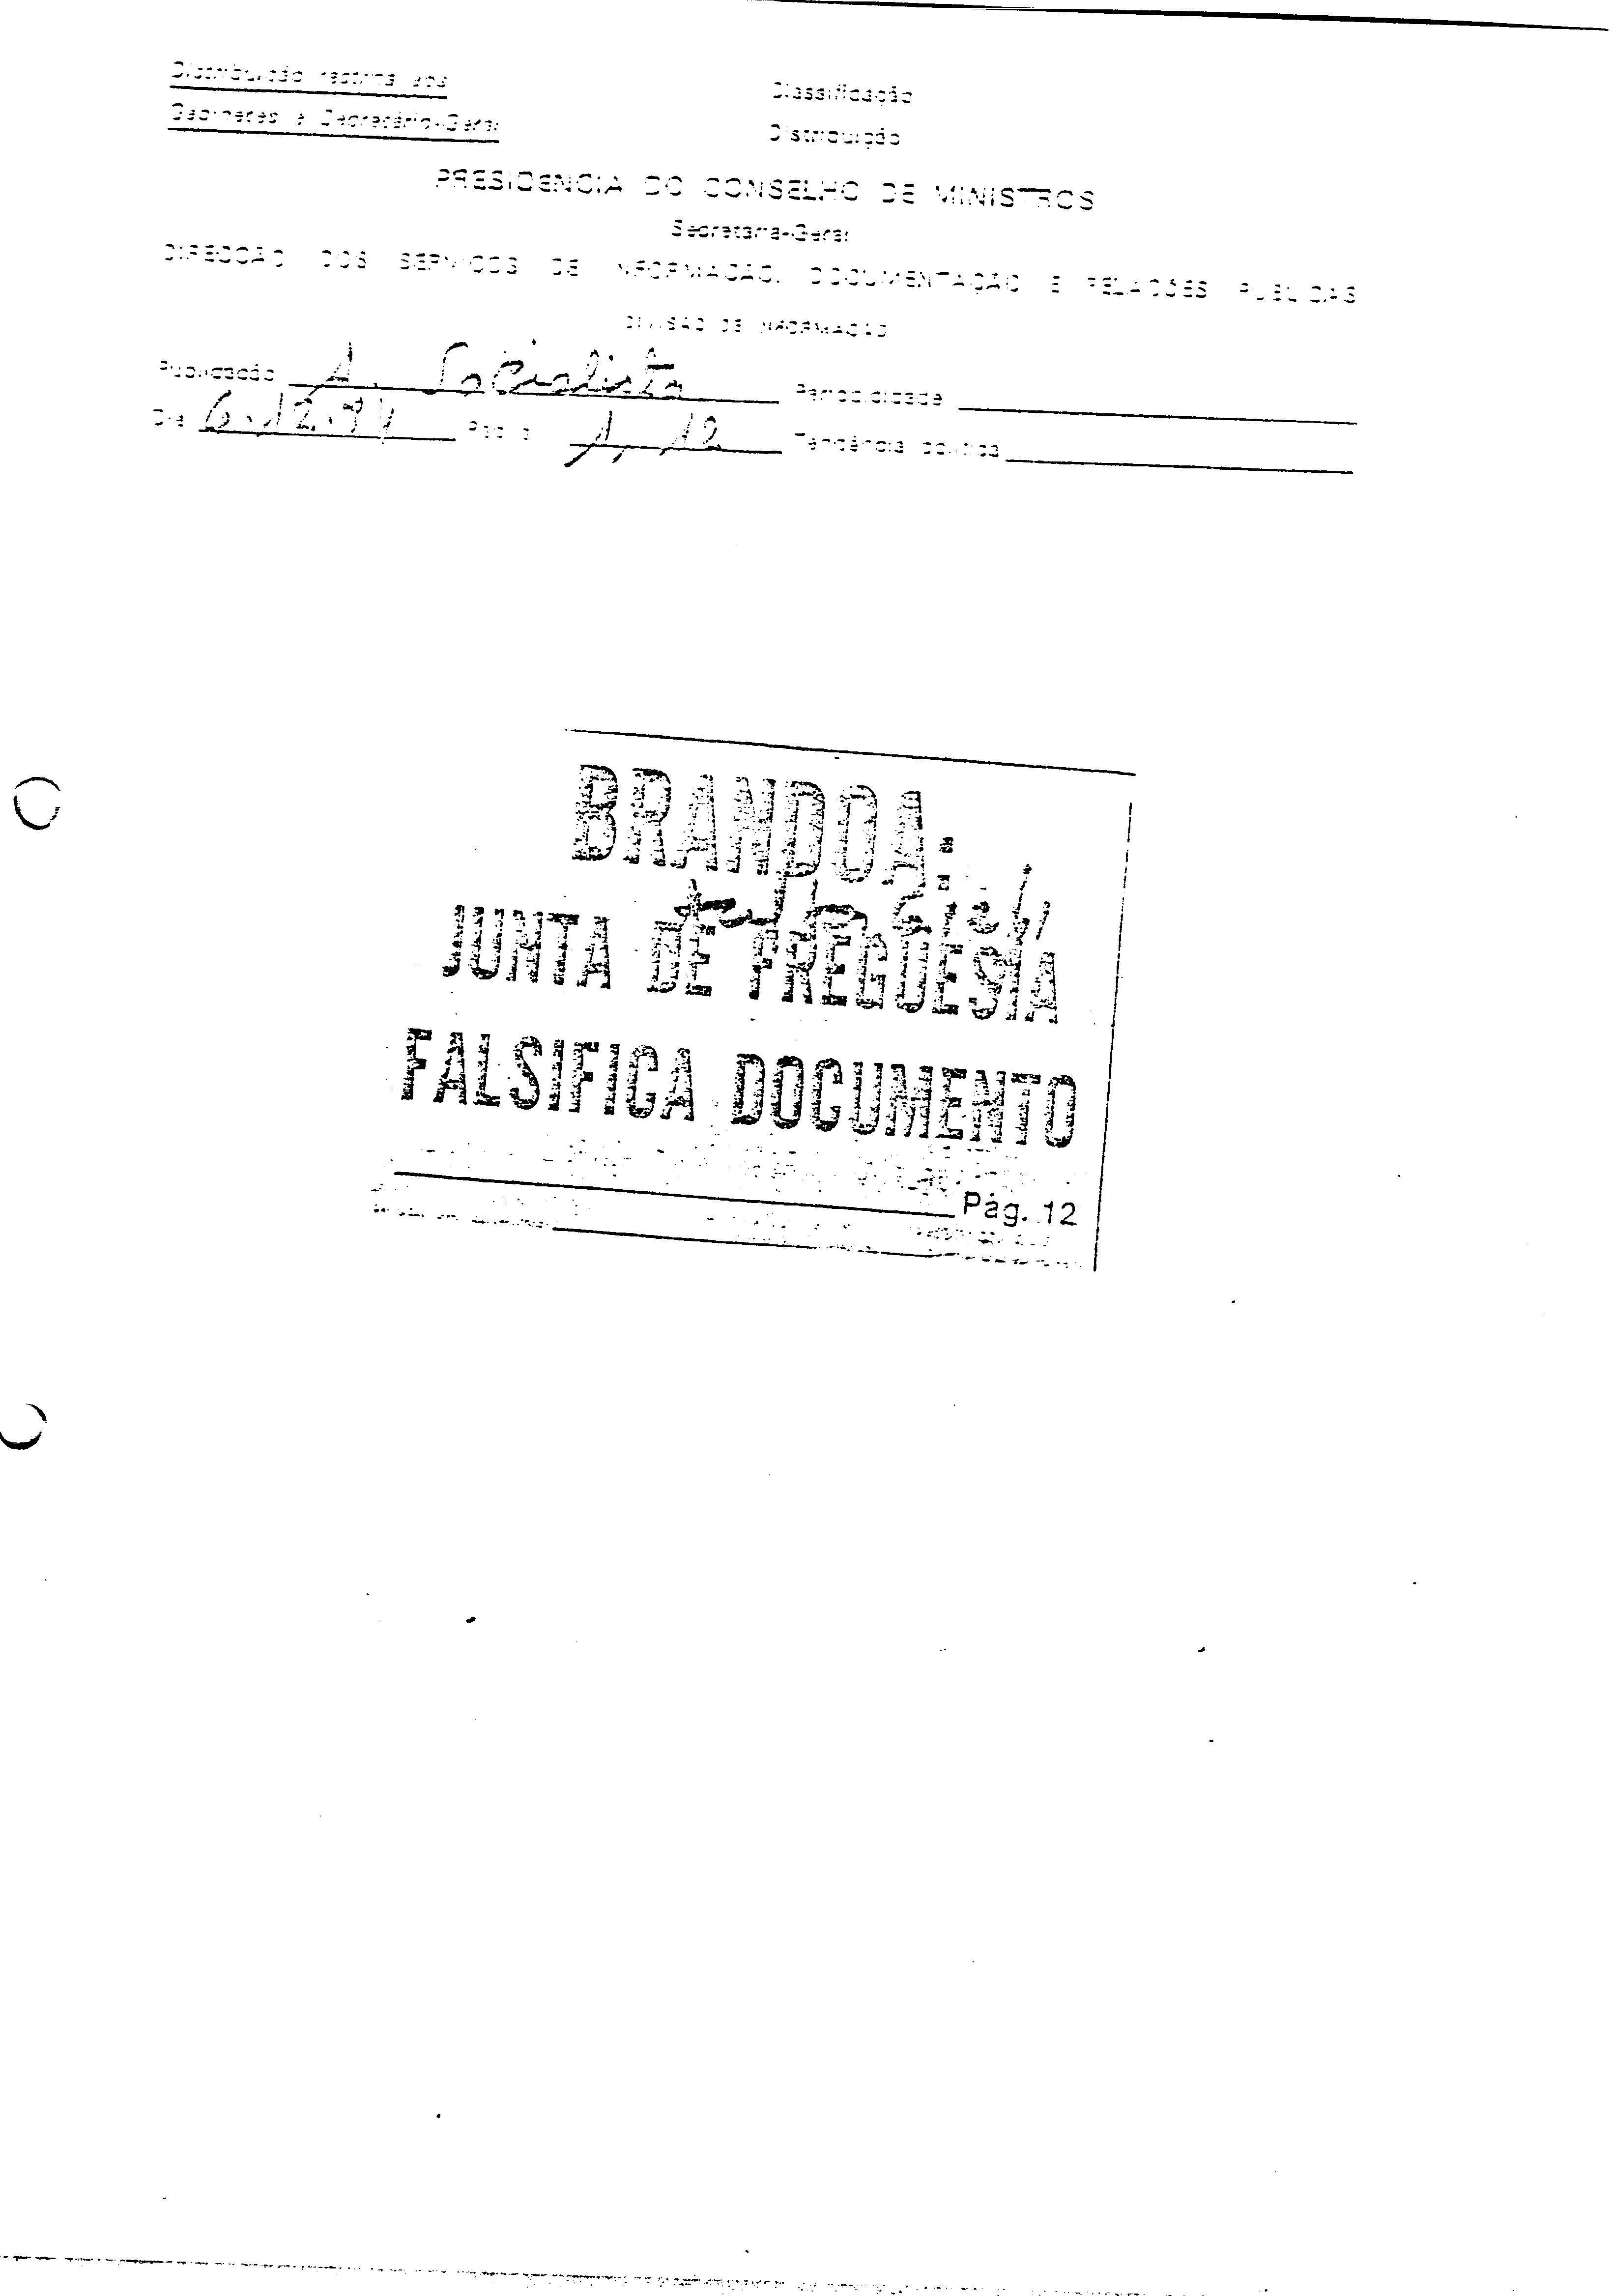 Distribuição restrita aos
Gabinetes e Secretário-Geral
Classificação
Distribuição
PRESIDENCIA DO CONSELHO DE MINISTROS
Secretaria-Geral
DIRECÇÃO DOS SERVIÇOS DE INFORMAÇÃO, DOCUMENTAÇÃO E RELAÇÕES PUBLICAS
DIVISÃO DE INFORMAÇÃO
Publicação A. Socialista Periodicidade
Dia 6.12.74 Pág. 1, 12 Tendência política
BRANDOA:
JUNTA DE FREGUESIA
FALSIFICA DOCUMENTO
Pág. 12